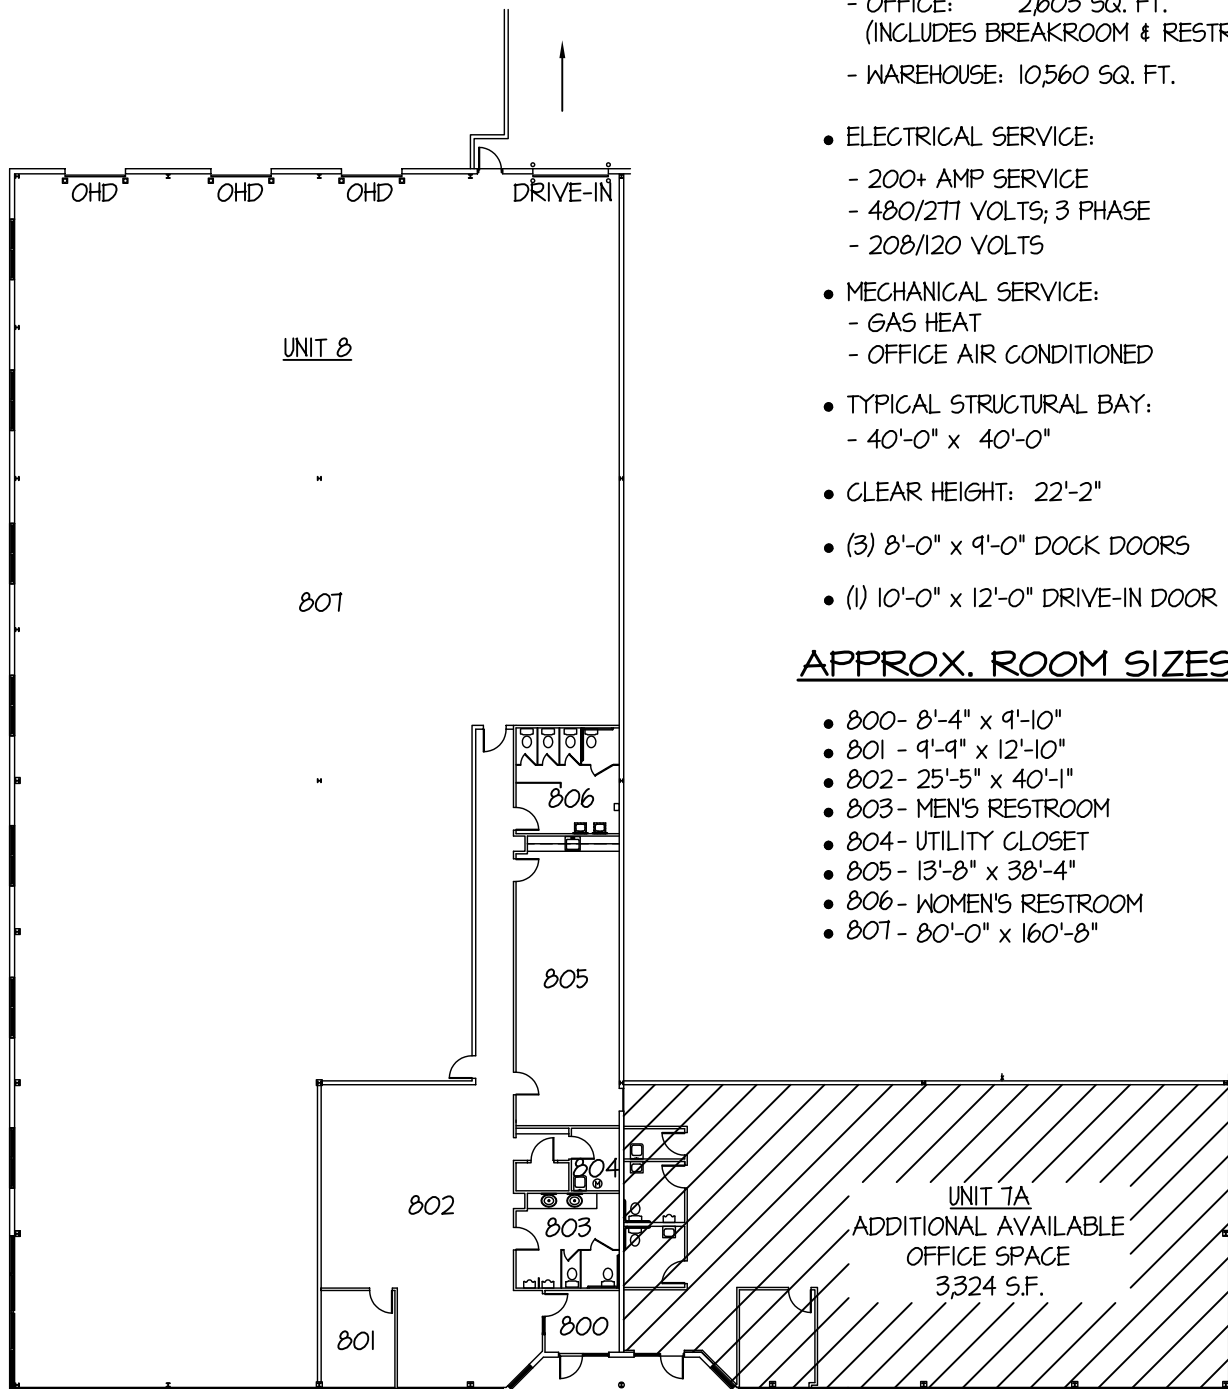 - OFFICE: 2,605 SQ. FT.
(INCLUDES BREAKROOM & RESTR
- WAREHOUSE: 10,560 SQ. FT.
• ELECTRICAL SERVICE:
- 200+ AMP SERVICE
- 480/277 VOLTS; 3 PHASE
- 208/120 VOLTS
• MECHANICAL SERVICE:
- GAS HEAT
- OFFICE AIR CONDITIONED
• TYPICAL STRUCTURAL BAY:
- 40'-0" x 40'-0"
• CLEAR HEIGHT: 22'-2"
• (3) 8'-0" x 9'-0" DOCK DOORS
• (1) 10'-0" x 12'-0" DRIVE-IN DOOR
APPROX. ROOM SIZES
• 800- 8'-4" x 9'-10"
• 801 - 9'-9" x 12'-10"
• 802- 25'-5" x 40'-1"
• 803- MEN'S RESTROOM
• 804- UTILITY CLOSET
• 805- 13'-8" x 38'-4"
• 806- WOMEN'S RESTROOM
• 807- 80'-0" x 160'-8"
OHD
OHD
OHD
DRIVE-IN
UNIT 8
807
806
805
804
802
803
801
800
UNIT 7A
ADDITIONAL AVAILABLE
OFFICE SPACE
3,324 S.F.